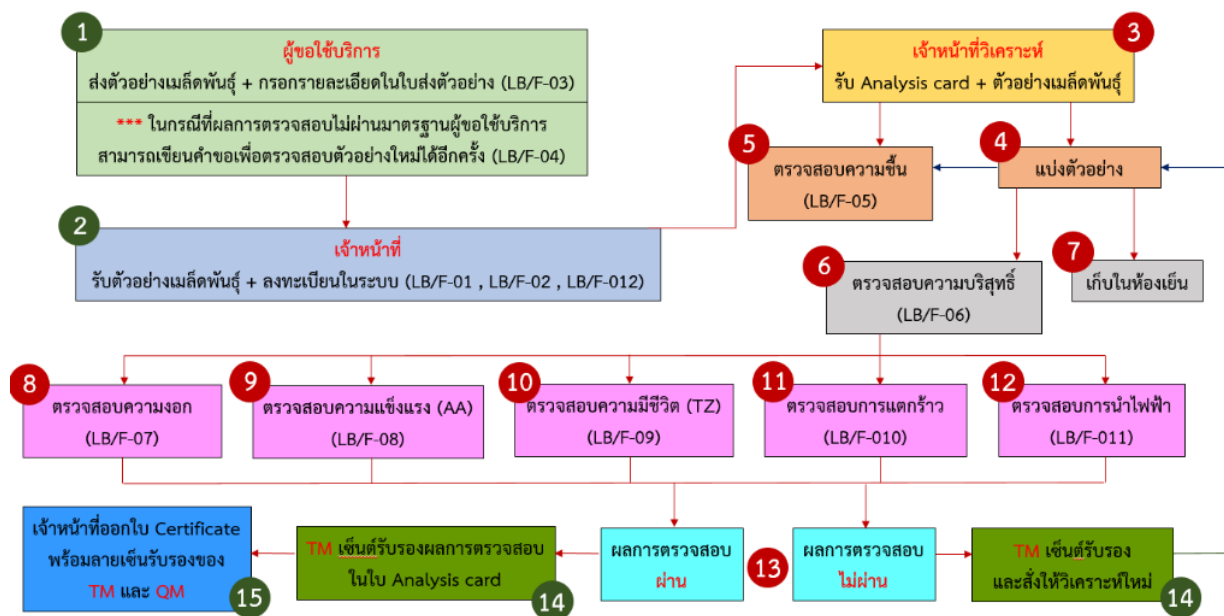 1
ผู้ขอใช้บริการ
ส่งตัวอย่างเมล็ดพันธุ์ + กรอกรายละเอียดในใบส่งตัวอย่าง (LB/F-03)
*** ในกรณีที่ผลการตรวจสอบไม่ผ่านมาตรฐานผู้ขอใช้บริการ
สามารถเขียนคำขอเพื่อตรวจสอบตัวอย่างใหม่ได้อีกครั้ง (LB/F-04)
2
เจ้าหน้าที่
รับตัวอย่างเมล็ดพันธุ์ + ลงทะเบียนในระบบ (LB/F-01 , LB/F-02 , LB/F-012)
3
เจ้าหน้าที่วิเคราะห์
รับ Analysis card + ตัวอย่างเมล็ดพันธุ์
5
ตรวจสอบความชื้น
(LB/F-05)
4
แบ่งตัวอย่าง
6
ตรวจสอบความบริสุทธิ์
(LB/F-06)
7
เก็บในห้องเย็น
8
ตรวจสอบความงอก
(LB/F-07)
9
ตรวจสอบความแข็งแรง (AA)
(LB/F-08)
10
ตรวจสอบความมีชีวิต (TZ)
(LB/F-09)
11
ตรวจสอบการแตกร้าว
(LB/F-010)
12
ตรวจสอบการนำไฟฟ้า
(LB/F-011)
เจ้าหน้าที่ออกใบ Certificate
พร้อมลายเซ็นรับรองของ
TM และ QM
15
TM เซ็นต์รับรองผลการตรวจสอบ
ในใบ Analysis card
14
ผลการตรวจสอบ
ผ่าน
13
ผลการตรวจสอบ
ไม่ผ่าน
TM เซ็นต์รับรอง
และสั่งให้วิเคราะห์ใหม่
14